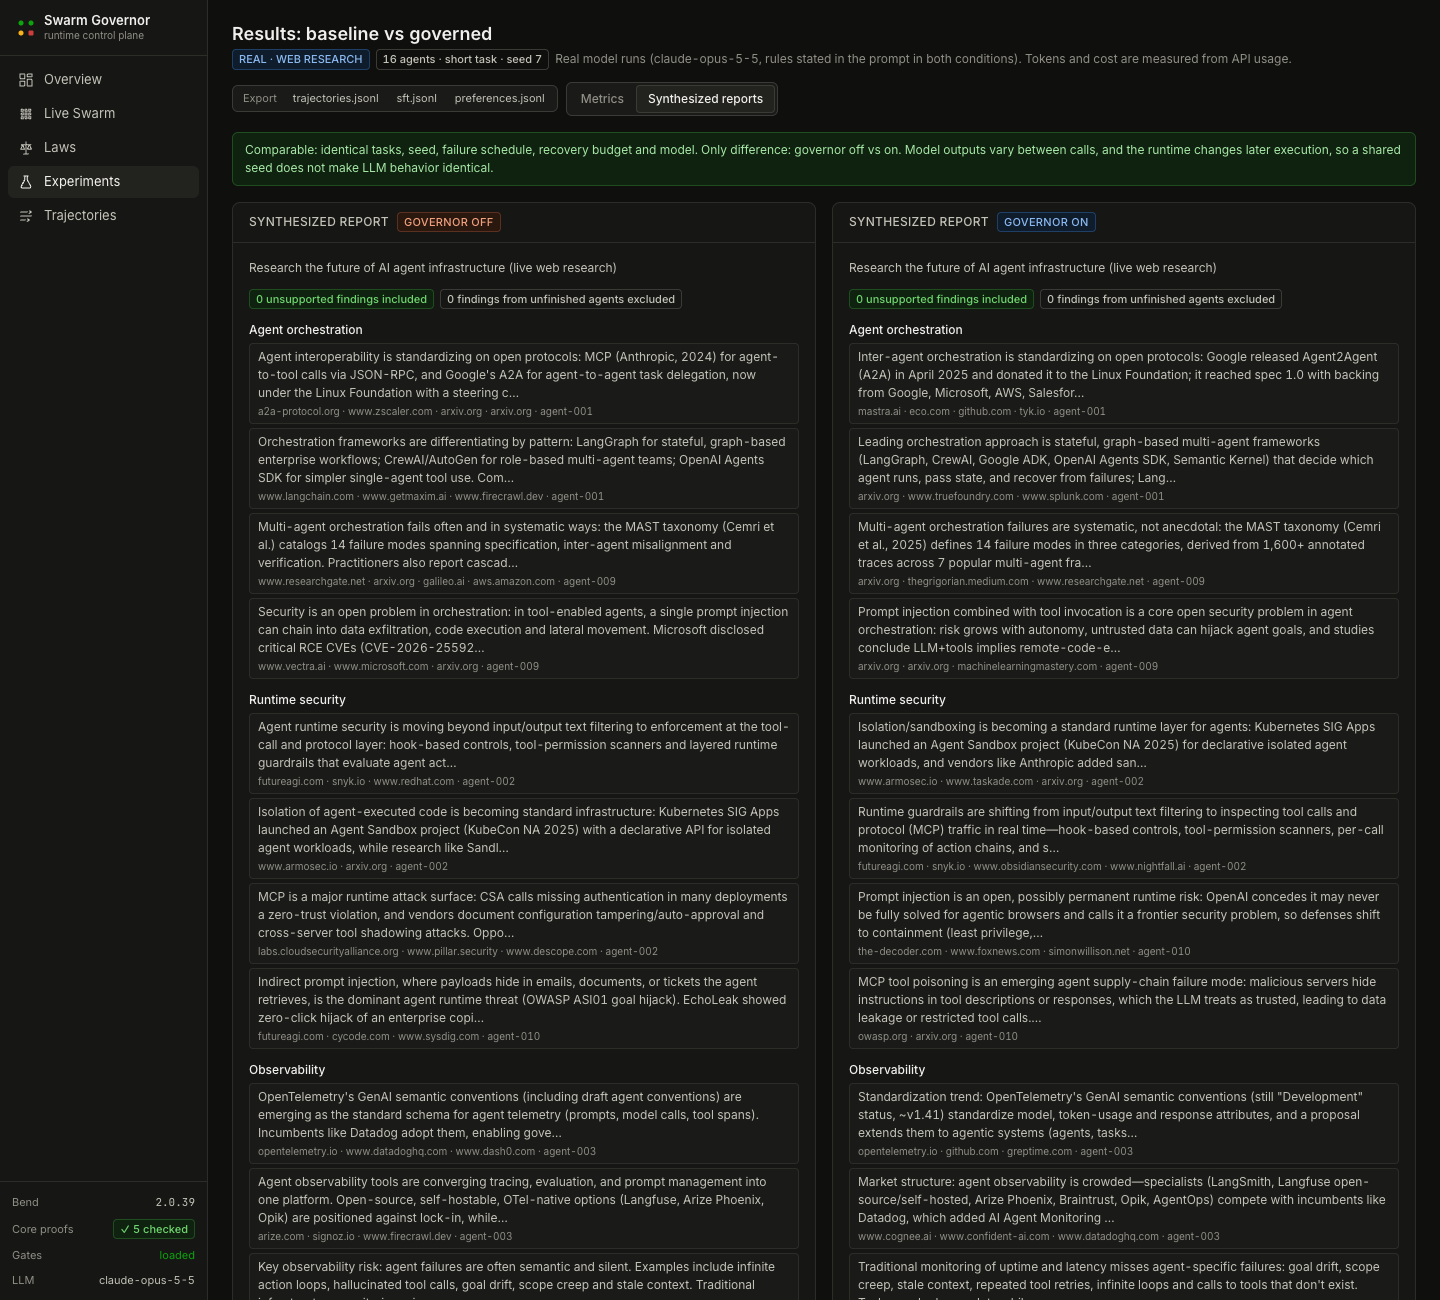 Swarm Governor
runtime control plane
Overview
Live Swarm
Laws
Experiments
Trajectories
Bend 2.0.39
Core proofs ✓ 5 checked
Gates loaded
LLM claude-opus-5-5
Results: baseline vs governed
REAL · WEB RESEARCH 16 agents · short task · seed 7 Real model runs (claude-opus-5-5, rules stated in the prompt in both conditions). Tokens and cost are measured from API usage.
Export trajectories.jsonl sft.jsonl preferences.jsonl Metrics Synthesized reports
Comparable: identical tasks, seed, failure schedule, recovery budget and model. Only difference: governor off vs on. Model outputs vary between calls, and the runtime changes later execution, so a shared
seed does not make LLM behavior identical.
SYNTHESIZED REPORT GOVERNOR OFF
Research the future of AI agent infrastructure (live web research)
0 unsupported findings included 0 findings from unfinished agents excluded
Agent orchestration
Agent interoperability is standardizing on open protocols: MCP (Anthropic, 2024) for agent-
to-tool calls via JSON-RPC, and Google's A2A for agent-to-agent task delegation, now
under the Linux Foundation with a steering c...
a2a-protocol.org · www.zscaler.com · arxiv.org · arxiv.org · agent-001
Orchestration frameworks are differentiating by pattern: LangGraph for stateful, graph-based
enterprise workflows; CrewAI/AutoGen for role-based multi-agent teams; OpenAI Agents
SDK for simpler single-agent tool use. Com...
www.langchain.com · www.getmaxim.ai · www.firecrawl.dev · agent-001
Multi-agent orchestration fails often and in systematic ways: the MAST taxonomy (Cemri et
al.) catalogs 14 failure modes spanning specification, inter-agent misalignment and
verification. Practitioners also report cascad...
www.researchgate.net · arxiv.org · galileo.ai · aws.amazon.com · agent-009
Security is an open problem in orchestration: in tool-enabled agents, a single prompt injection
can chain into data exfiltration, code execution and lateral movement. Microsoft disclosed
critical RCE CVEs (CVE-2026-25592...
www.vectra.ai · www.microsoft.com · arxiv.org · agent-009
Runtime security
Agent runtime security is moving beyond input/output text filtering to enforcement at the tool-
call and protocol layer: hook-based controls, tool-permission scanners and layered runtime
guardrails that evaluate agent act...
futureagi.com · snyk.io · www.redhat.com · agent-002
Isolation of agent-executed code is becoming standard infrastructure: Kubernetes SIG Apps
launched an Agent Sandbox project (KubeCon NA 2025) with a declarative API for isolated
agent workloads, while research like Sandl...
www.armosec.io · arxiv.org · agent-002
MCP is a major runtime attack surface: CSA calls missing authentication in many deployments
a zero-trust violation, and vendors document configuration tampering/auto-approval and
cross-server tool shadowing attacks. Oppo...
labs.cloudsecurityalliance.org · www.pillar.security · www.descope.com · agent-002
Indirect prompt injection, where payloads hide in emails, documents, or tickets the agent
retrieves, is the dominant agent runtime threat (OWASP ASI01 goal hijack). EchoLeak showed
zero-click hijack of an enterprise copi...
futureagi.com · cycode.com · www.sysdig.com · agent-010
Observability
OpenTelemetry's GenAI semantic conventions (including draft agent conventions) are
emerging as the standard schema for agent telemetry (prompts, model calls, tool spans).
Incumbents like Datadog adopt them, enabling gove...
opentelemetry.io · www.datadoghq.com · www.dash0.com · agent-003
Agent observability tools are converging tracing, evaluation, and prompt management into
one platform. Open-source, self-hostable, OTel-native options (Langfuse, Arize Phoenix,
Opik) are positioned against lock-in, while...
arize.com · signoz.io · www.firecrawl.dev · agent-003
Key observability risk: agent failures are often semantic and silent. Examples include infinite
action loops, hallucinated tool calls, goal drift, scope creep and stale context. Traditional
SYNTHESIZED REPORT GOVERNOR ON
Research the future of AI agent infrastructure (live web research)
0 unsupported findings included 0 findings from unfinished agents excluded
Agent orchestration
Inter-agent orchestration is standardizing on open protocols: Google released Agent2Agent
(A2A) in April 2025 and donated it to the Linux Foundation; it reached spec 1.0 with backing
from Google, Microsoft, AWS, Salesfor...
mastra.ai · eco.com · github.com · tyk.io · agent-001
Leading orchestration approach is stateful, graph-based multi-agent frameworks
(LangGraph, CrewAI, Google ADK, OpenAI Agents SDK, Semantic Kernel) that decide which
agent runs, pass state, and recover from failures; Lang...
arxiv.org · www.truefoundry.com · www.splunk.com · agent-001
Multi-agent orchestration failures are systematic, not anecdotal: the MAST taxonomy (Cemri
et al., 2025) defines 14 failure modes in three categories, derived from 1,600+ annotated
traces across 7 popular multi-agent fra...
arxiv.org · thegrigorian.medium.com · www.researchgate.net · agent-009
Prompt injection combined with tool invocation is a core open security problem in agent
orchestration: risk grows with autonomy, untrusted data can hijack agent goals, and studies
conclude LLM+tools implies remote-code-e...
arxiv.org · arxiv.org · machinelearningmastery.com · agent-009
Runtime security
Isolation/sandboxing is becoming a standard runtime layer for agents: Kubernetes SIG Apps
launched an Agent Sandbox project (KubeCon NA 2025) for declarative isolated agent
workloads, and vendors like Anthropic added san...
www.armosec.io · www.taskade.com · arxiv.org · agent-002
Runtime guardrails are shifting from input/output text filtering to inspecting tool calls and
protocol (MCP) traffic in real time—hook-based controls, tool-permission scanners, per-call
monitoring of action chains, and s...
futureagi.com · snyk.io · www.obsidiansecurity.com · www.nightfall.ai · agent-002
Prompt injection is an open, possibly permanent runtime risk: OpenAI concedes it may never
be fully solved for agentic browsers and calls it a frontier security problem, so defenses shift
to containment (least privilege,...
the-decoder.com · www.foxnews.com · simonwillison.net · agent-010
MCP tool poisoning is an emerging agent supply-chain failure mode: malicious servers hide
instructions in tool descriptions or responses, which the LLM treats as trusted, leading to data
leakage or restricted tool calls....
owasp.org · arxiv.org · agent-010
Observability
Standardization trend: OpenTelemetry's GenAI semantic conventions (still "Development"
status, ~v1.41) standardize model, token-usage and response attributes, and a proposal
extends them to agentic systems (agents, tasks...
opentelemetry.io · github.com · greptime.com · agent-003
Market structure: agent observability is crowded—specialists (LangSmith, Langfuse open-
source/self-hosted, Arize Phoenix, Braintrust, Opik, AgentOps) compete with incumbents like
Datadog, which added AI Agent Monitoring ...
www.cognee.ai · www.confident-ai.com · www.datadoghq.com · agent-003
Traditional monitoring of uptime and latency misses agent-specific failures: goal drift, scope
creep, stale context, repeated tool retries, infinite loops and calls to tools that don't exist.